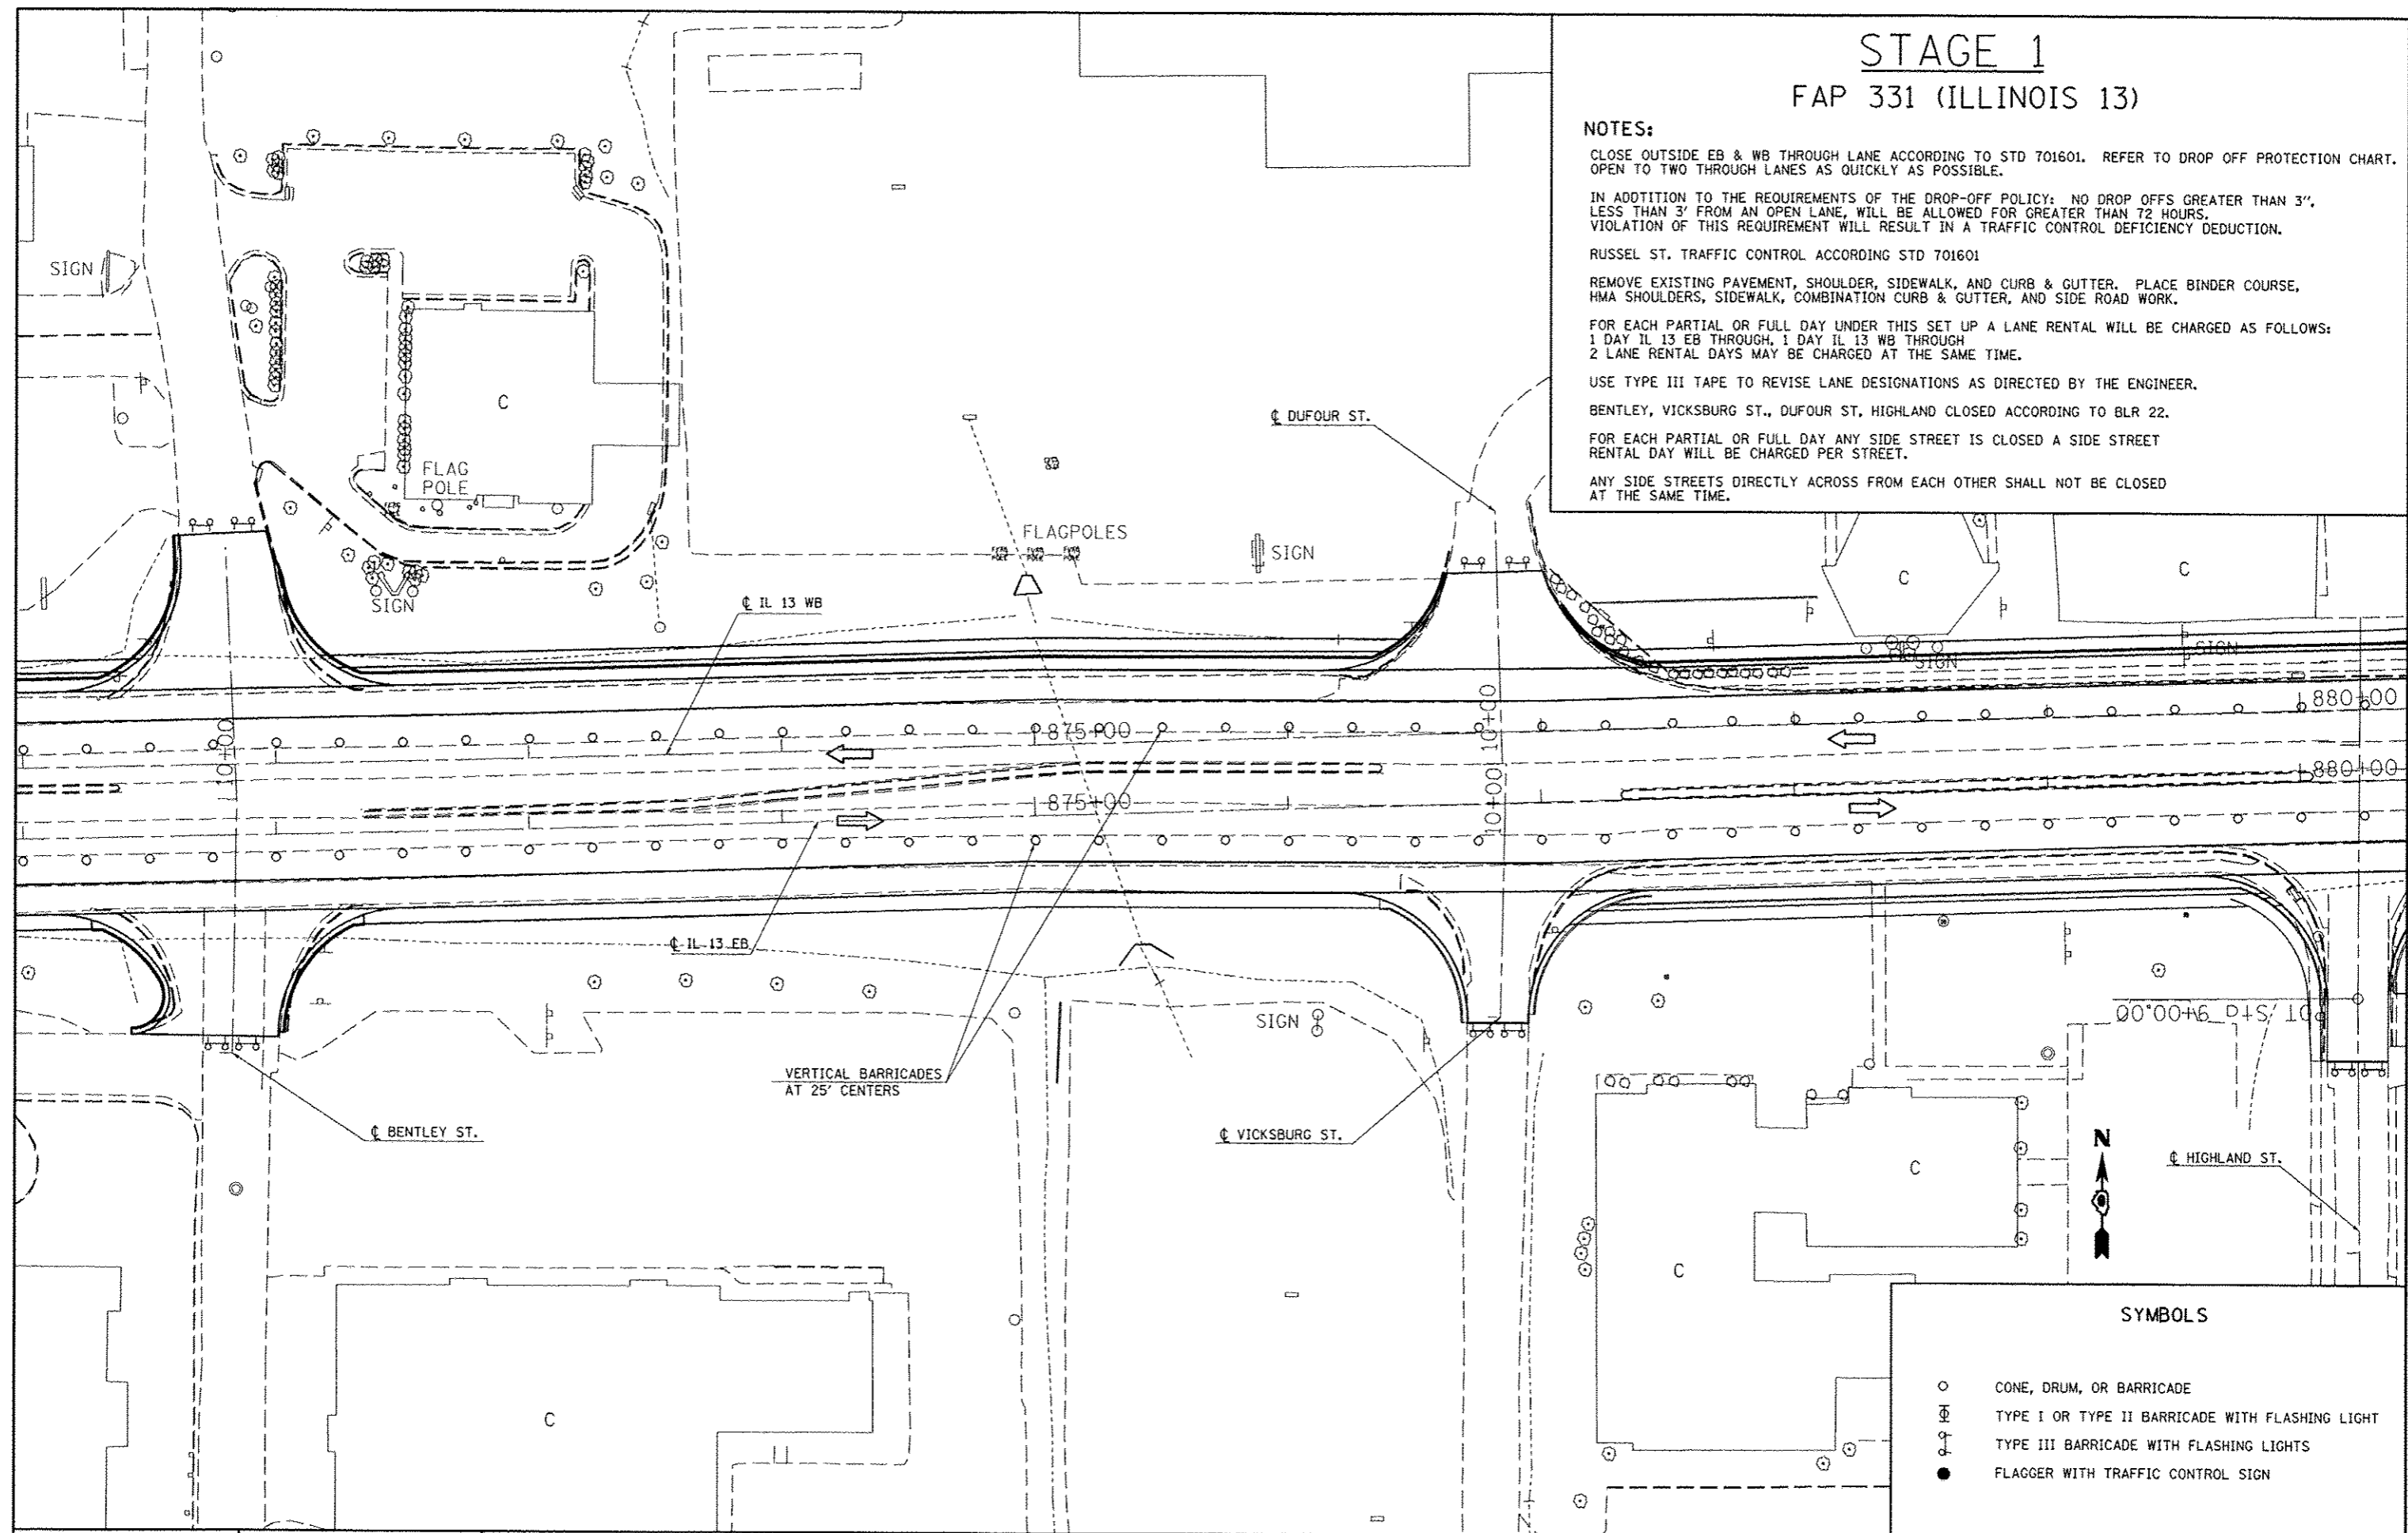 STAGE 1
FAP 331 (ILLINOIS 13)
NOTES:
CLOSE OUTSIDE EB & WB THROUGH LANE ACCORDING TO STD 701601. REFER TO DROP OFF PROTECTION CHART.
OPEN TO TWO THROUGH LANES AS QUICKLY AS POSSIBLE.
IN ADDTITION TO THE REQUIREMENTS OF THE DROP-OFF POLICY: NO DROP OFFS GREATER THAN 3",
LESS THAN 3' FROM AN OPEN LANE, WILL BE ALLOWED FOR GREATER THAN 72 HOURS.
VIOLATION OF THIS REQUIREMENT WILL RESULT IN A TRAFFIC CONTROL DEFICIENCY DEDUCTION.
RUSSEL ST. TRAFFIC CONTROL ACCORDING STD 701601
REMOVE EXISTING PAVEMENT, SHOULDER, SIDEWALK, AND CURB & GUTTER. PLACE BINDER COURSE,
HMA SHOULDERS, SIDEWALK, COMBINATION CURB & GUTTER, AND SIDE ROAD WORK.
FOR EACH PARTIAL OR FULL DAY UNDER THIS SET UP A LANE RENTAL WILL BE CHARGED AS FOLLOWS:
1 DAY IL 13 EB THROUGH, 1 DAY IL 13 WB THROUGH
2 LANE RENTAL DAYS MAY BE CHARGED AT THE SAME TIME.
USE TYPE III TAPE TO REVISE LANE DESIGNATIONS AS DIRECTED BY THE ENGINEER.
BENTLEY, VICKSBURG ST., DUFOUR ST, HIGHLAND CLOSED ACCORDING TO BLR 22.
FOR EACH PARTIAL OR FULL DAY ANY SIDE STREET IS CLOSED A SIDE STREET
RENTAL DAY WILL BE CHARGED PER STREET.
ANY SIDE STREETS DIRECTLY ACROSS FROM EACH OTHER SHALL NOT BE CLOSED
AT THE SAME TIME.
SIGN
C
FLAG
POLE
℄ DUFOUR ST.
FLAGPOLES
SIGN
SIGN
C
C
℄ IL 13 WB
SIGN
SIGN
10+00
875+00
10+00
880+00
875+00
10+00
880+00
℄ IL 13 EB
SIGN
POT Sta 94+00.00
VERTICAL BARRICADES
AT 25' CENTERS
℄ BENTLEY ST.
℄ VICKSBURG ST.
N
℄ HIGHLAND ST.
C
C
C
SYMBOLS
CONE, DRUM, OR BARRICADE
TYPE I OR TYPE II BARRICADE WITH FLASHING LIGHT
TYPE III BARRICADE WITH FLASHING LIGHTS
FLAGGER WITH TRAFFIC CONTROL SIGN